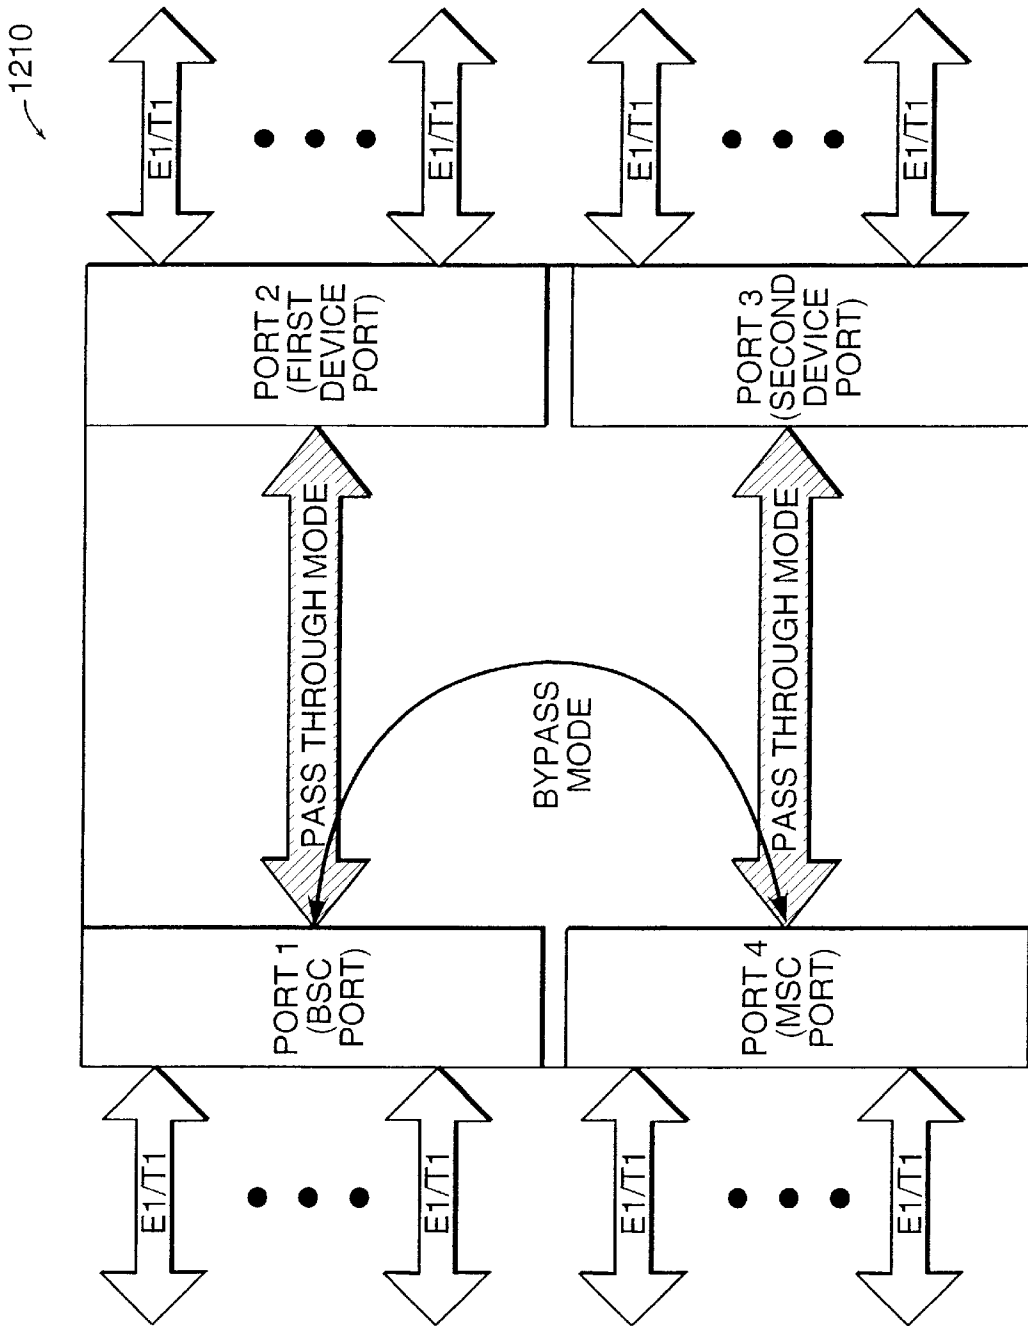 1210
E1/T1
E1/T1
E1/T1
E1/T1
PORT 1
(BSC
PORT)
PASS THROUGH MODE
PORT 2
(FIRST
DEVICE
PORT)
BYPASS
MODE
PORT 4
(MSC
PORT)
PASS THROUGH MODE
PORT 3
(SECOND
DEVICE
PORT)
E1/T1
E1/T1
E1/T1
E1/T1